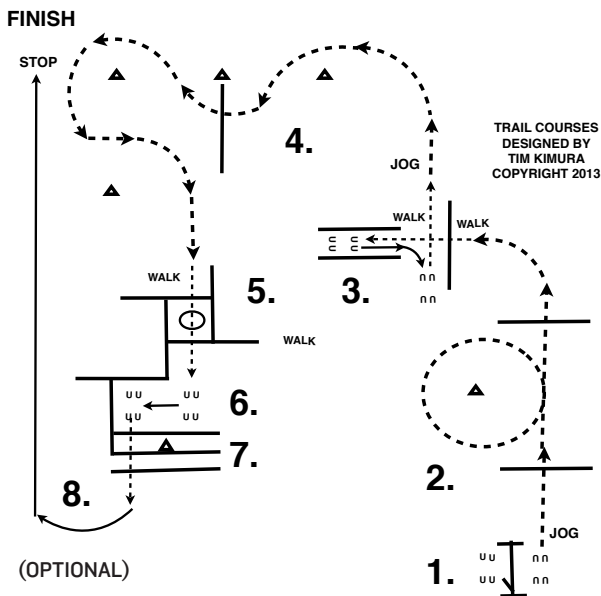 FINISH
STOP
4.
TRAIL COURSES
DESIGNED BY
TIM KIMURA
COPYRIGHT 2013
JOG
WALK
WALK
3.
WALK
5.
WALK
6.
7.
2.
8.
JOG
(OPTIONAL)
1.